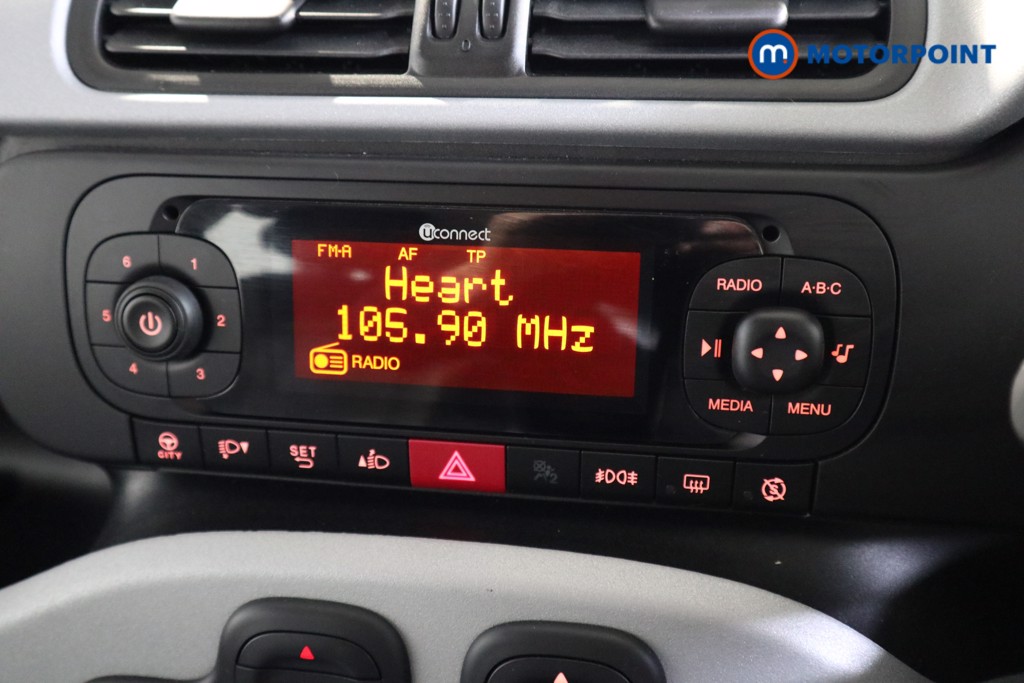 m.
MOTORPOINT
0
uconnect
FM-A AF TP
Heart
105.90 MHz
RADIO
6 1
5 2
4 3
RADIO A·B·C
MEDIA MENU
CITY
SET